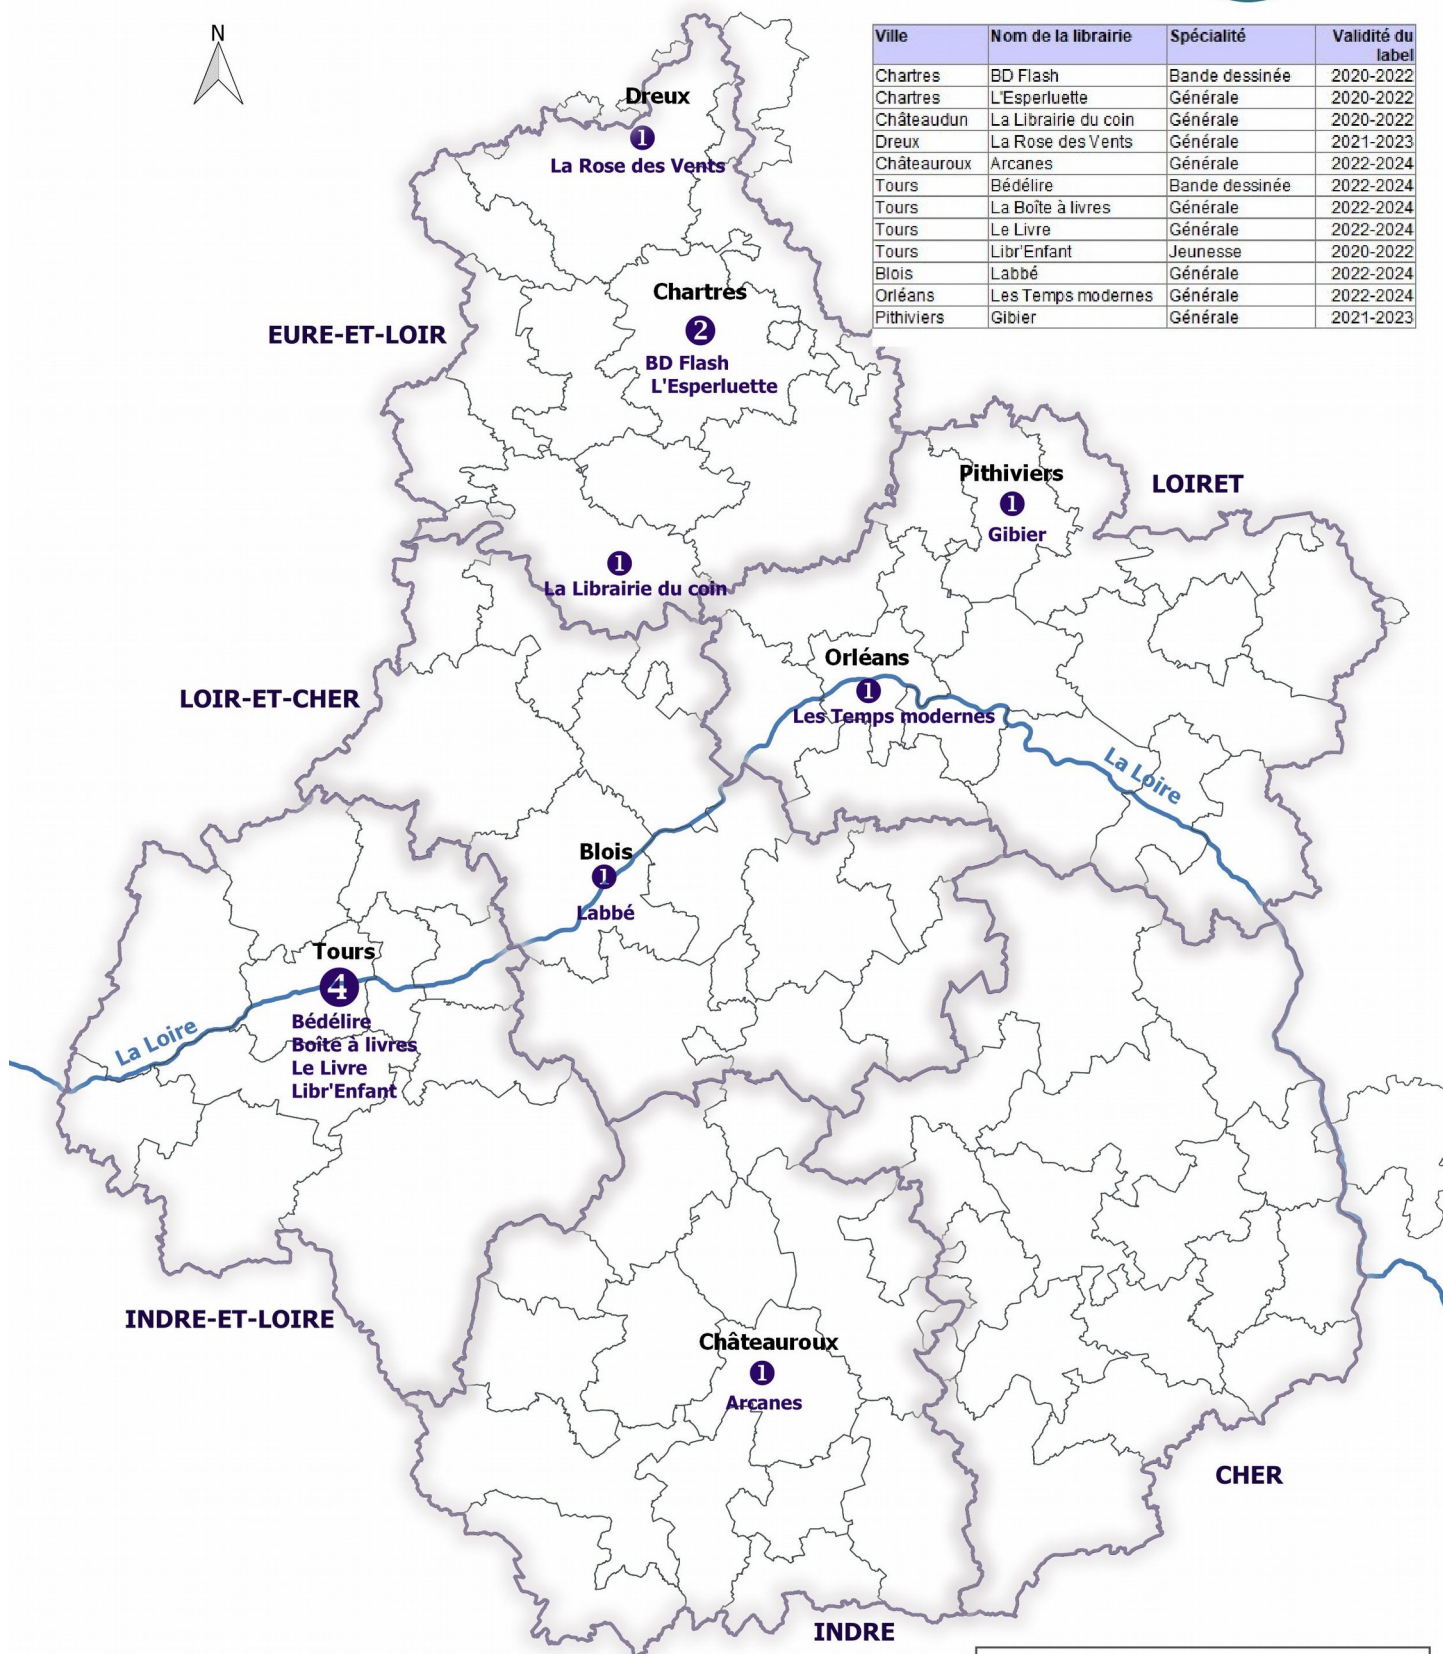 N
Ville Nom de la librairie Spécialité Validité du label
Chartres BD Flash Bande dessinée 2020-2022
Chartres L'Esperluette Générale 2020-2022
Châteaudun La Librairie du coin Générale 2020-2022
Dreux La Rose des Vents Générale 2021-2023
Châteauroux Arcanes Générale 2022-2024
Tours Bédélire Bande dessinée 2022-2024
Tours La Boîte à livres Générale 2022-2024
Tours Le Livre Générale 2022-2024
Tours Libr'Enfant Jeunesse 2020-2022
Blois Labbé Générale 2022-2024
Orléans Les Temps modernes Générale 2022-2024
Pithiviers Gibier Générale 2021-2023
Dreux
1
La Rose des Vents
Chartres
2
BD Flash
L'Esperluette
EURE-ET-LOIR
Pithiviers
1
Gibier
LOIRET
1
La Librairie du coin
Orléans
1
Les Temps modernes
LOIR-ET-CHER
La Loire
Blois
1
Labbé
Tours
4
Bédélire
Boîte à livres
Le Livre
Libr'Enfant
La Loire
INDRE-ET-LOIRE
Châteauroux
1
Arcanes
CHER
INDRE